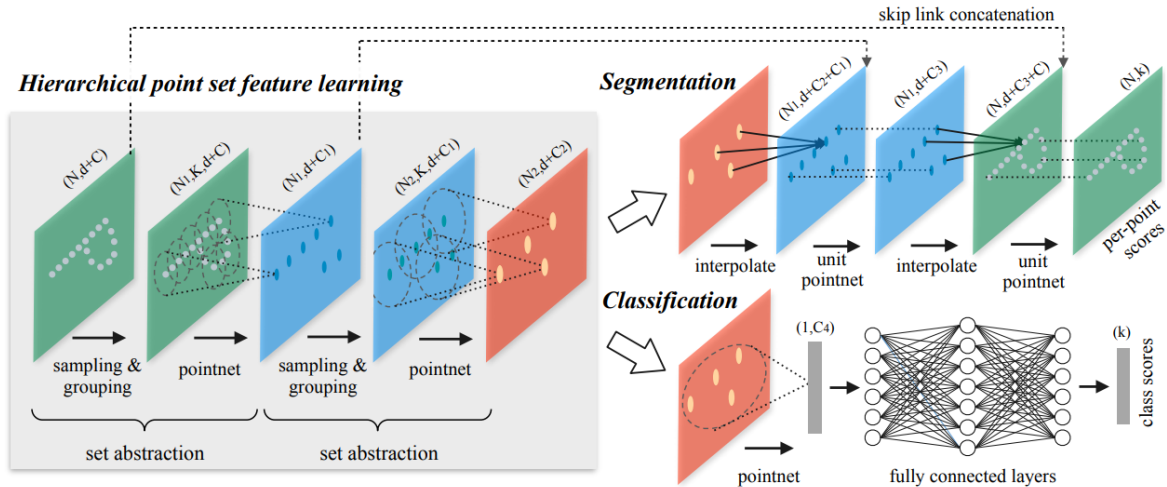 skip link concatenation
Hierarchical point set feature learning
(N,d+C)
(N1,K,d+C)
(N1,d+C1)
(N2,K,d+C1)
(N2,d+C2)
sampling &
grouping
pointnet
sampling &
grouping
pointnet
set abstraction
set abstraction
Segmentation
(N1,d+C2+C1)
(N1,d+C3)
(N,d+C3+C)
(N,k)
interpolate
unit
pointnet
interpolate
unit
pointnet
per-point
scores
Classification
(1,C4)
(k)
class scores
pointnet
fully connected layers